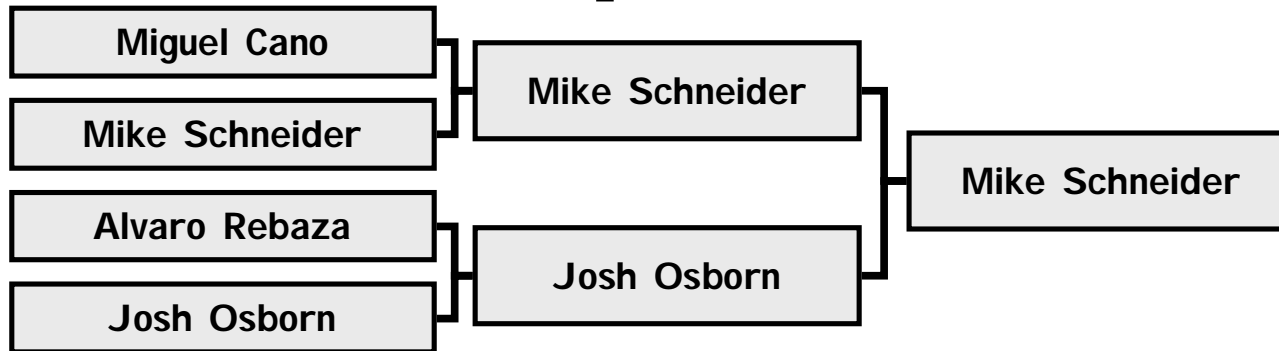 Miguel Cano
Mike Schneider
Alvaro Rebaza
Josh Osborn
Mike Schneider
Josh Osborn
Mike Schneider